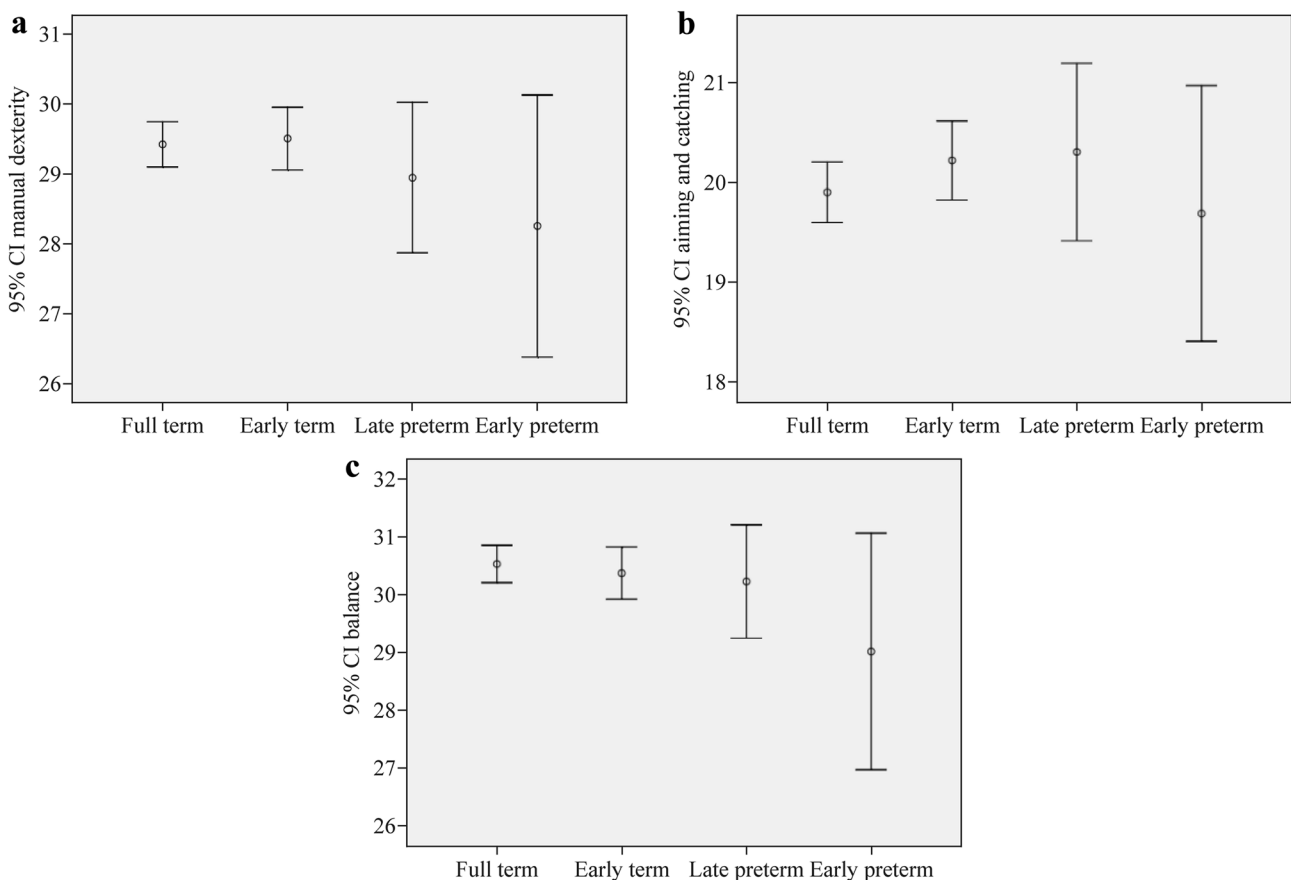 a
95% CI manual dexterity
31
30
29
28
27
26
Full term Early term Late preterm Early preterm
b
95% CI aiming and catching
21
20
19
18
Full term Early term Late preterm Early preterm
c
95% CI balance
32
31
30
29
28
27
26
Full term Early term Late preterm Early preterm